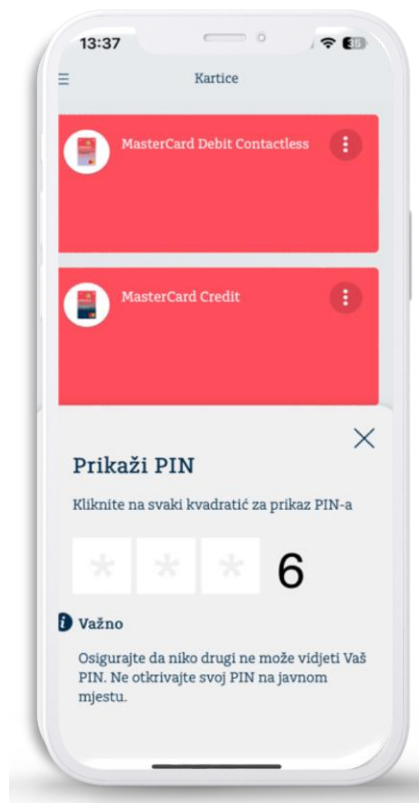 13:37
Kartice
MasterCard Debit Contactless
MasterCard Credit
Prikaži PIN
Kliknite na svaki kvadratić za prikaz PIN-a
* * * 6
Važno
Osigurajte da niko drugi ne može vidjeti Vaš
PIN. Ne otkrivajte svoj PIN na javnom
mjestu.